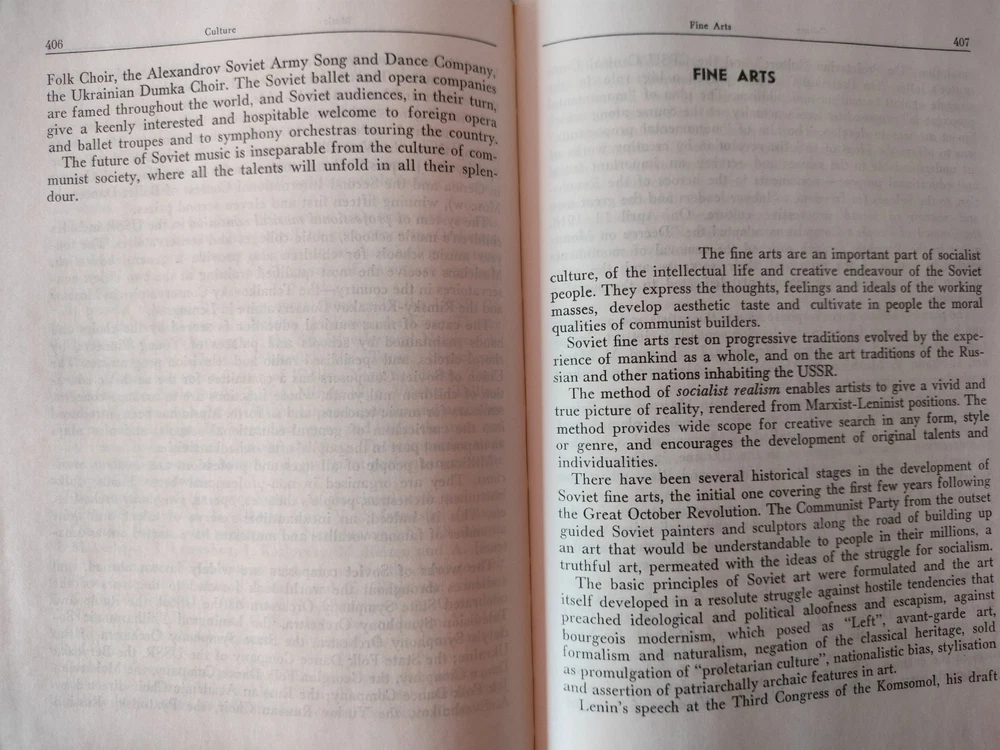 406
Culture
Folk Choir, the Alexandrov Soviet Army Song and Dance Company,
the Ukrainian Dumka Choir. The Soviet ballet and opera companies
are famed throughout the world, and Soviet audiences, in their turn,
give a keenly interested and hospitable welcome to foreign opera
and ballet troupes and to symphony orchestras touring the country.
The future of Soviet music is inseparable from the culture of com-
munist society, where all the talents will unfold in all their splen-
dour.
Fine Arts
407
FINE ARTS
The fine arts are an important part of socialist
culture, of the intellectual life and creative endeavour of the Soviet
people. They express the thoughts, feelings and ideals of the working
masses, develop aesthetic taste and cultivate in people the moral
qualities of communist builders.
Soviet fine arts rest on progressive traditions evolved by the expe-
rience of mankind as a whole, and on the art traditions of the Rus-
sian and other nations inhabiting the USSR.
The method of socialist realism enables artists to give a vivid and
true picture of reality, rendered from Marxist-Leninist positions. The
method provides wide scope for creative search in any form, style
or genre, and encourages the development of original talents and
individualities.
There have been several historical stages in the development of
Soviet fine arts, the initial one covering the first few years following
the Great October Revolution. The Communist Party from the outset
guided Soviet painters and sculptors along the road of building up
an art that would be understandable to people in their millions, a
truthful art, permeated with the ideas of the struggle for socialism.
The basic principles of Soviet art were formulated and the art
itself developed in a resolute struggle against hostile tendencies that
preached ideological and political aloofness and escapism, against
bourgeois modernism, which posed as "Left", avant-garde art,
formalism and naturalism, negation of the classical heritage, sold
as promulgation of "proletarian culture", nationalistic bias, stylisation
and assertion of patriarchally archaic features in art.
Lenin's speech at the Third Congress of the Komsomol, his draft